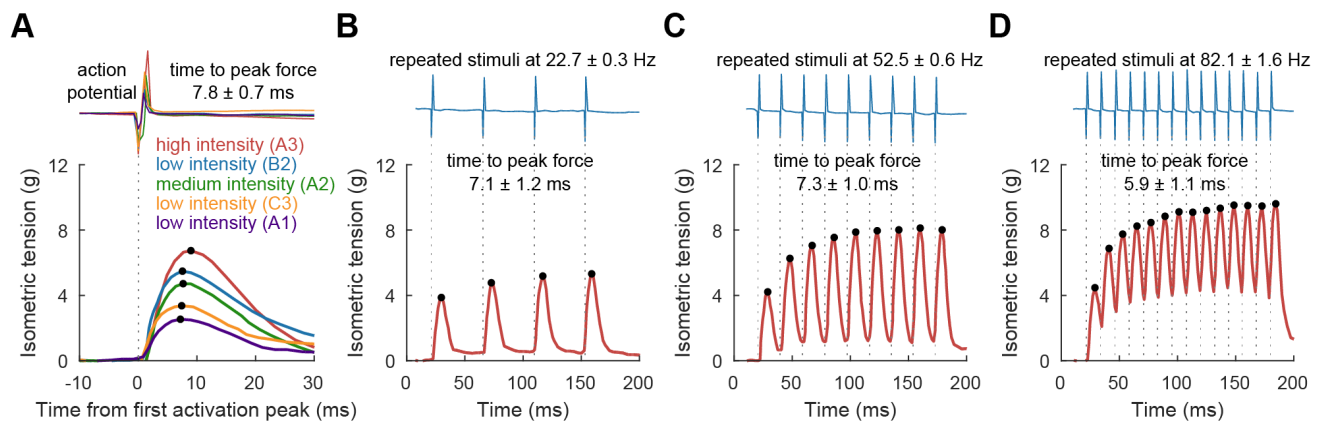 A
action
potential
time to peak force
7.8 ± 0.7 ms
high intensity (A3)
low intensity (B2)
medium intensity (A2)
low intensity (C3)
low intensity (A1)
Isometric tension (g)
12
8
4
0
-10 0 10 20 30
Time from first activation peak (ms)
B
repeated stimuli at 22.7 ± 0.3 Hz
time to peak force
7.1 ± 1.2 ms
Isometric tension (g)
12
8
4
0
0 50 100 150 200
Time (ms)
C
repeated stimuli at 52.5 ± 0.6 Hz
time to peak force
7.3 ± 1.0 ms
Isometric tension (g)
12
8
4
0
0 50 100 150 200
Time (ms)
D
repeated stimuli at 82.1 ± 1.6 Hz
time to peak force
5.9 ± 1.1 ms
Isometric tension (g)
12
8
4
0
0 50 100 150 200
Time (ms)